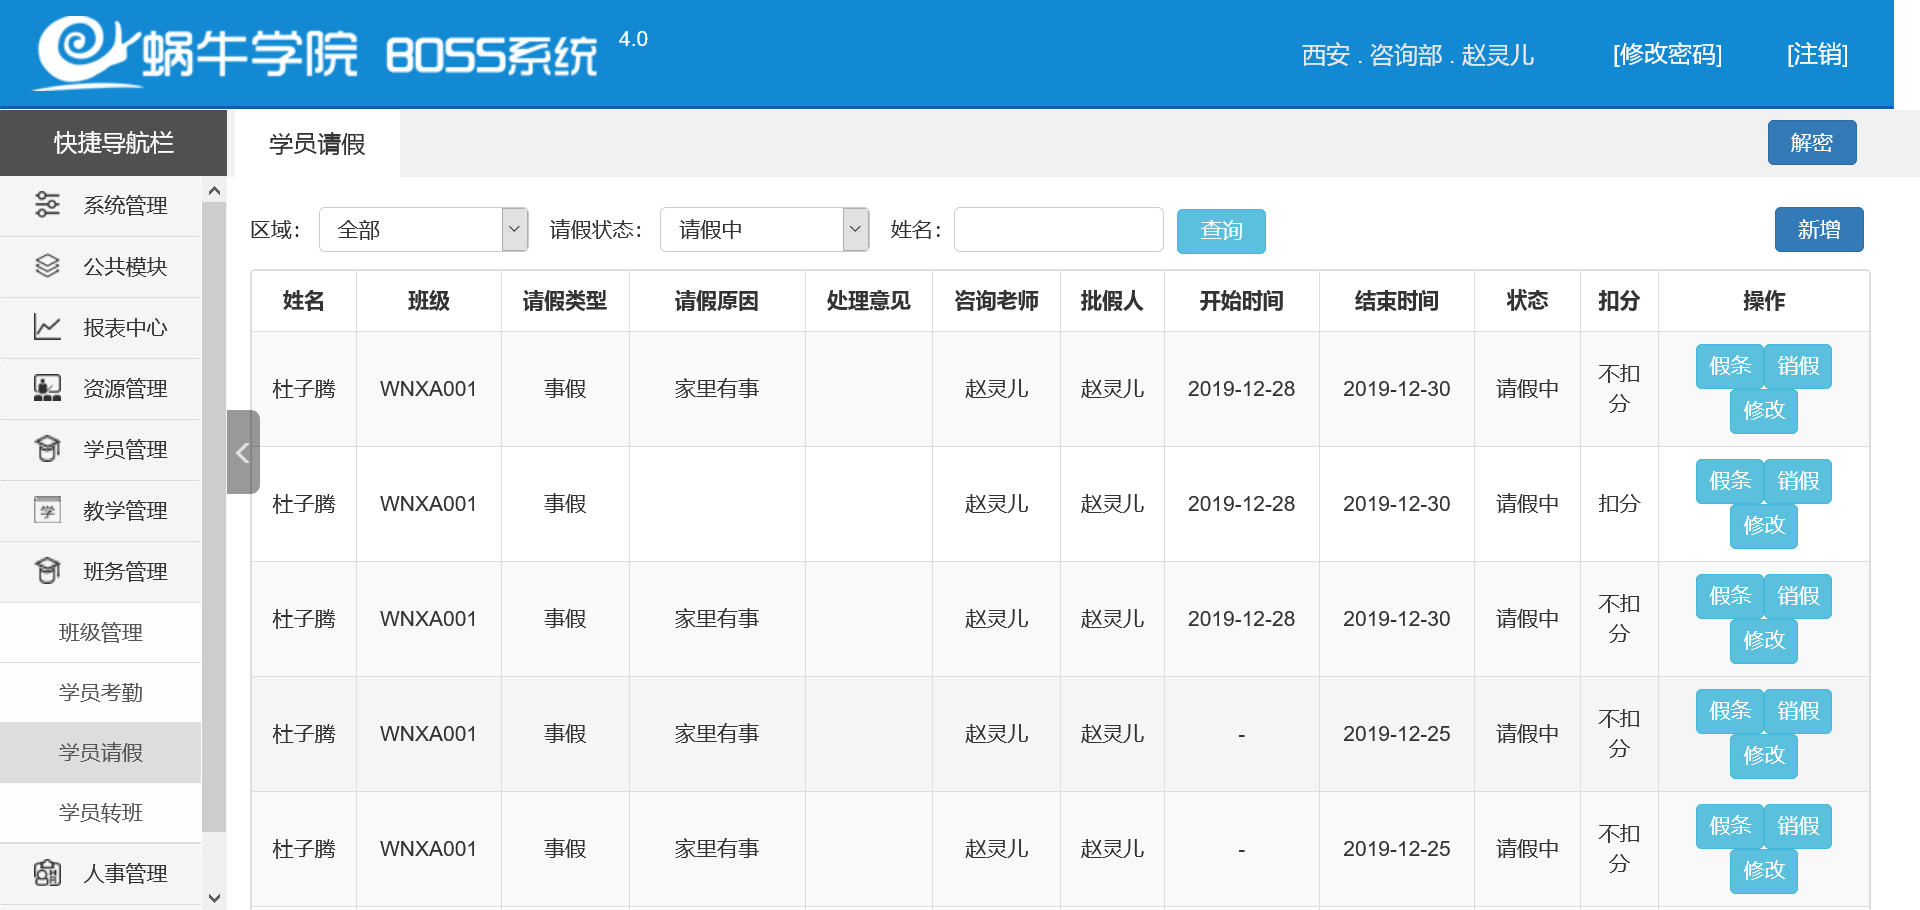 蜗牛学院 BOSS系统 4.0
西安 . 咨询部 . 赵灵儿 [修改密码] [注销]
快捷导航栏
学员请假
解密
系统管理
公共模块
报表中心
资源管理
学员管理
教学管理
班务管理
班级管理
学员考勤
学员请假
学员转班
人事管理
区域： 全部 请假状态： 请假中 姓名： 查询 新增
姓名 班级 请假类型 请假原因 处理意见 咨询老师 批假人 开始时间 结束时间 状态 扣分 操作
杜子腾 WNXA001 事假 家里有事 赵灵儿 赵灵儿 2019-12-28 2019-12-30 请假中 不扣分 假条 销假 修改
杜子腾 WNXA001 事假 赵灵儿 赵灵儿 2019-12-28 2019-12-30 请假中 扣分 假条 销假 修改
杜子腾 WNXA001 事假 家里有事 赵灵儿 赵灵儿 2019-12-28 2019-12-30 请假中 不扣分 假条 销假 修改
杜子腾 WNXA001 事假 家里有事 赵灵儿 赵灵儿 - 2019-12-25 请假中 不扣分 假条 销假 修改
杜子腾 WNXA001 事假 家里有事 赵灵儿 赵灵儿 - 2019-12-25 请假中 不扣分 假条 销假 修改